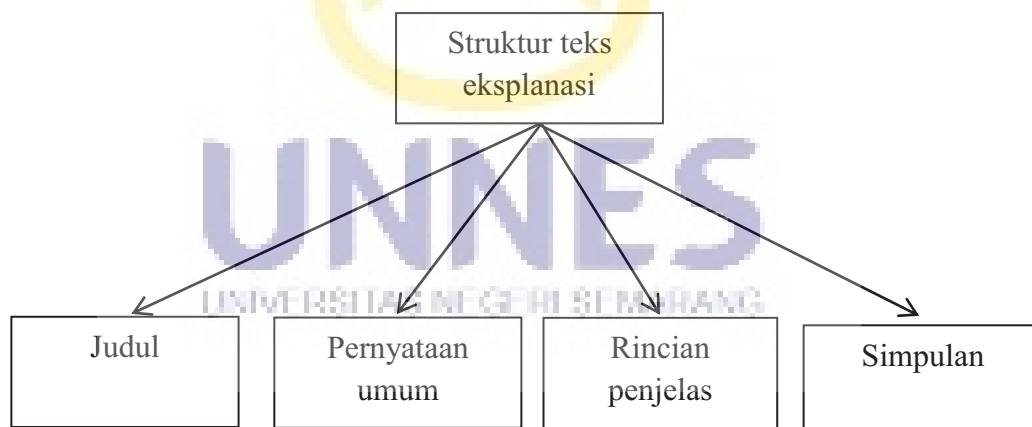 Struktur teks
eksplanasi
UNNES
UNIVERSITAS NEGERI SEMARANG
Judul
Pernyataan
umum
Rincian
penjelas
Simpulan